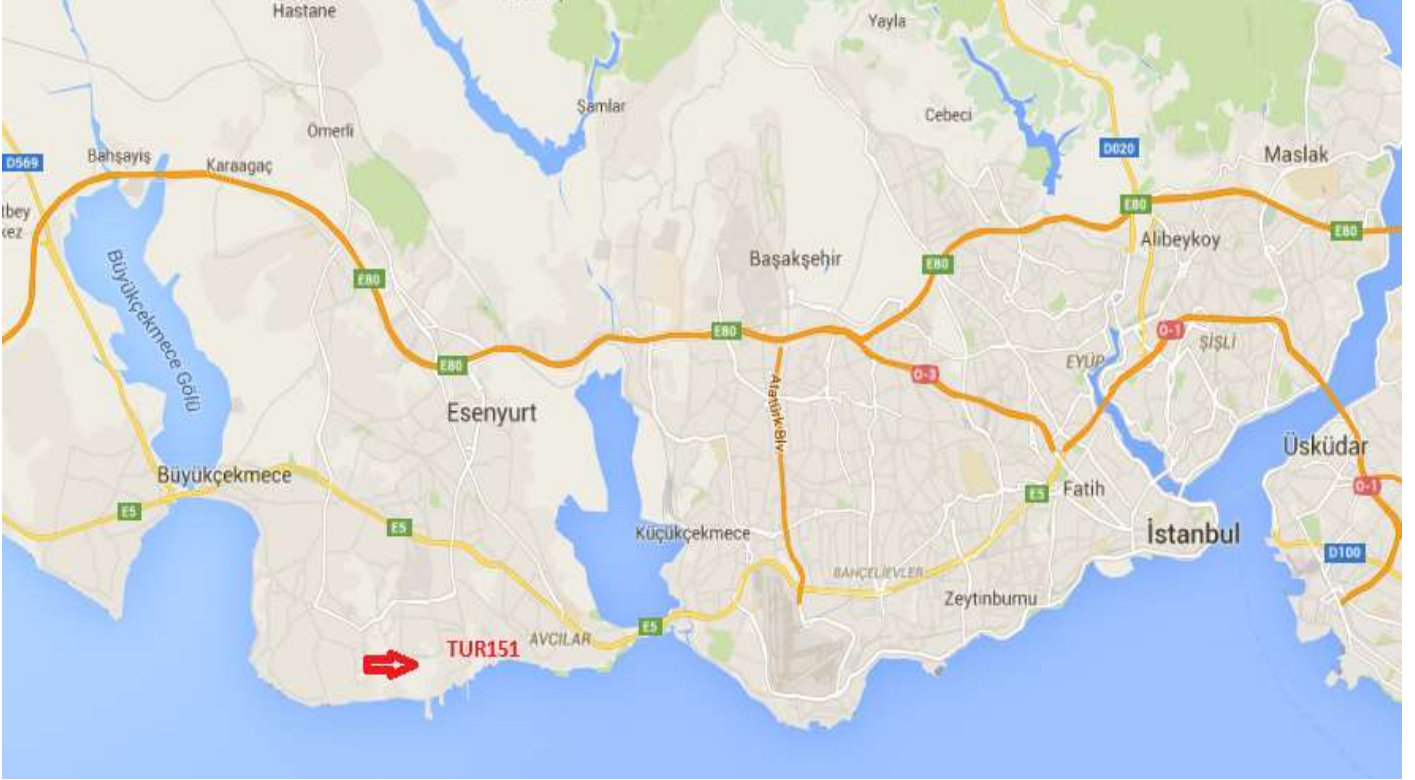 Hastane
Yayla
Şamlar
Cebeci
Ömerli
D020
D569
Bahşayiş
Karaagaç
Maslak
E80
tbey
kez
E80
Alibeykoy
Büyükçekmece Gölü
Başakşehir
E80
E80
E80
O-1
ŞİŞLİ
E80
EYÜP
O-3
Atatürk Blv
Esenyurt
Üsküdar
Büyükçekmece
O-1
Fatih
E5
E5
E5
Küçükçekmece
İstanbul
D100
BAHÇELİEVLER
Zeytinburnu
E5
AVCILAR
TUR151